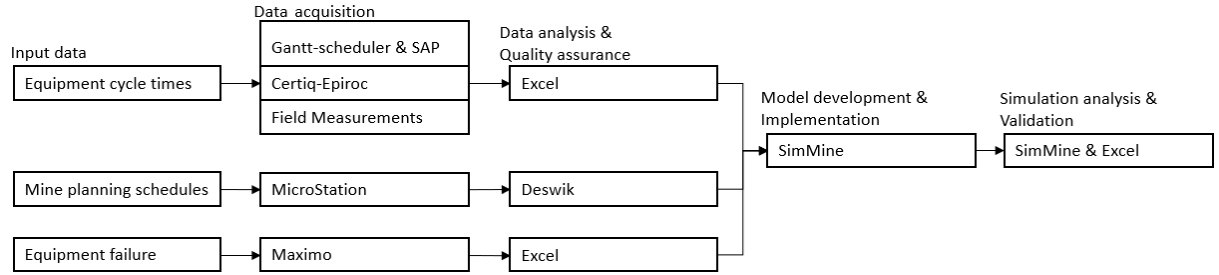 Data acquisition
Gantt-scheduler & SAP
Data analysis &
Quality assurance
Input data
Equipment cycle times
Certiq-Epiroc
Excel
Field Measurements
Model development &
Implementation
Simulation analysis &
Validation
SimMine
SimMine & Excel
Mine planning schedules
MicroStation
Deswik
Equipment failure
Maximo
Excel